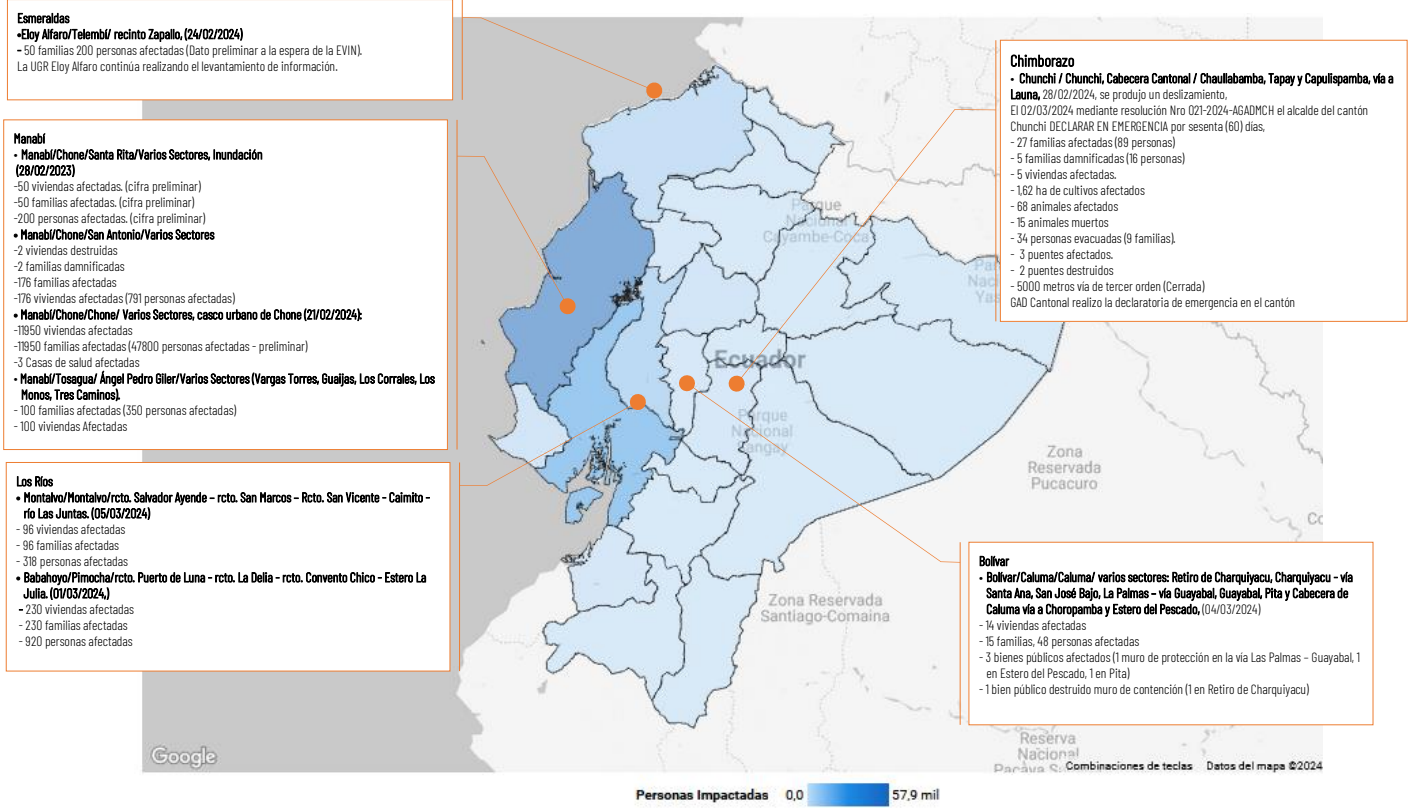 Esmeraldas
•Eloy Alfaro/Telembí/ recinto Zapallo, (24/02/2024)
- 50 familias 200 personas afectadas (Dato preliminar a la espera de la EVIN).
La UGR Eloy Alfaro continúa realizando el levantamiento de información.
Manabí
• Manabí/Chone/Santa Rita/Varios Sectores, Inundación
(28/02/2023)
-50 viviendas afectadas. (cifra preliminar)
-50 familias afectadas. (cifra preliminar)
-200 personas afectadas. (cifra preliminar)
• Manabí/Chone/San Antonio/Varios Sectores
-2 viviendas destruidas
-2 familias damnificadas
-176 familias afectadas
-176 viviendas afectadas (791 personas afectadas)
• Manabí/Chone/Chone/ Varios Sectores, casco urbano de Chone (21/02/2024):
-11950 viviendas afectadas
-11950 familias afectadas (47800 personas afectadas - preliminar)
-3 Casas de salud afectadas
• Manabí/Tosagua/ Ángel Pedro Giler/Varios Sectores (Vargas Torres, Guaijas, Los Corrales, Los
Monos, Tres Caminos).
- 100 familias afectadas (350 personas afectadas)
- 100 viviendas Afectadas
Los Ríos
• Montalvo/Montalvo/rcto. Salvador Ayende – rcto. San Marcos – Rcto. San Vicente - Caimito -
río Las Juntas. (05/03/2024)
- 96 viviendas afectadas
- 96 familias afectadas
- 318 personas afectadas
• Babahoyo/Pimocha/rcto. Puerto de Luna - rcto. La Delia - rcto. Convento Chico - Estero La
Julia. (01/03/2024,)
- 230 viviendas afectadas
- 230 familias afectadas
- 920 personas afectadas
Chimborazo
• Chunchi / Chunchi, Cabecera Cantonal / Chaullabamba, Tapay y Capulispamba, vía a
Launa, 28/02/2024, se produjo un deslizamiento,
El 02/03/2024 mediante resolución Nro 021-2024-AGADMCH el alcalde del cantón
Chunchi DECLARAR EN EMERGENCIA por sesenta (60) días,
- 27 familias afectadas (89 personas)
- 5 familias damnificadas (16 personas)
- 5 viviendas afectadas.
- 1,62 ha de cultivos afectados
- 68 animales afectados
- 15 animales muertos
- 34 personas evacuadas (9 familias).
- 3 puentes afectados.
- 2 puentes destruidos
- 5000 metros vía de tercer orden (Cerrada)
GAD Cantonal realizo la declaratoria de emergencia en el cantón
Bolívar
• Bolívar/Caluma/Caluma/ varios sectores: Retiro de Charquiyacu, Charquiyacu - vía
Santa Ana, San José Bajo, La Palmas – vía Guayabal, Guayabal, Pita y Cabecera de
Caluma vía a Choropamba y Estero del Pescado, (04/03/2024)
- 14 viviendas afectadas
- 15 familias, 48 personas afectadas
- 3 bienes públicos afectados (1 muro de protección en la vía Las Palmas – Guayabal, 1
en Estero del Pescado, 1 en Pita)
- 1 bien público destruido muro de contención (1 en Retiro de Charquiyacu)
Parque
Nacional
Cayambe-Coca
Ecuador
Parque
Nacional
Sangay
Zona
Reservada
Pucacuro
Zona Reservada
Santiago-Comaina
Reserva
Nacional
Google
Combinaciones de teclas Datos del mapa ©2024
Personas Impactadas 0,0 57,9 mil